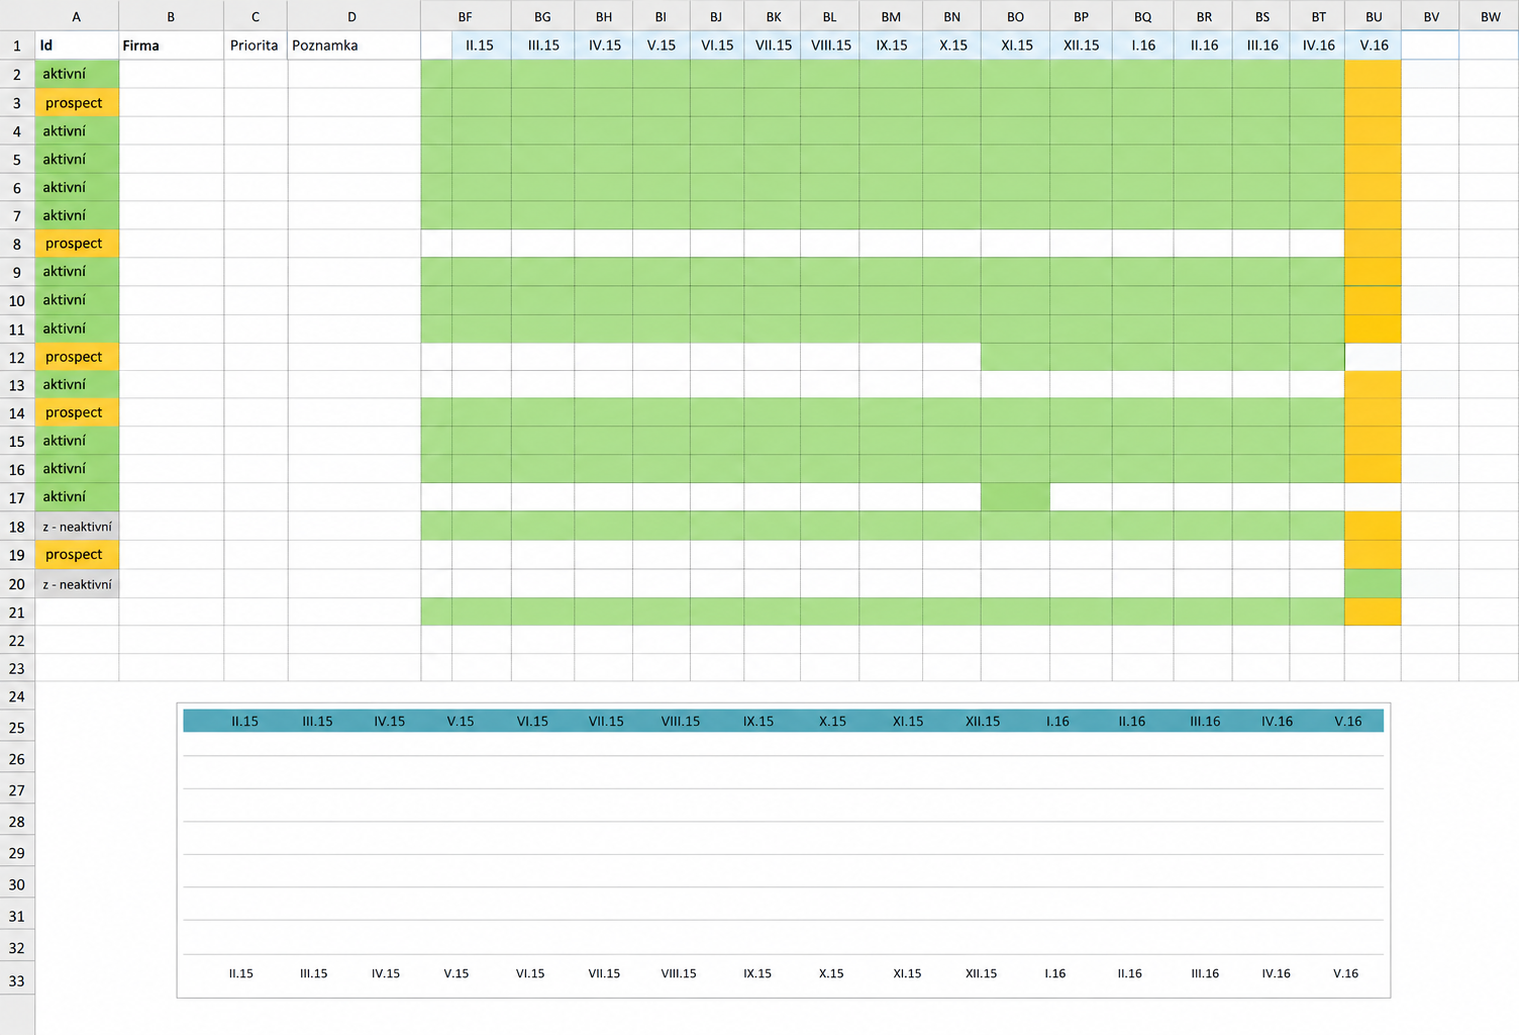 A B C D BF BG BH BI BJ BK BL BM BN BO BP BQ BR BS BT BU BV BW
1 Id Firma Priorita Poznamka II.15 III.15 IV.15 V.15 VI.15 VII.15 VIII.15 IX.15 X.15 XI.15 XII.15 I.16 II.16 III.16 IV.16 V.16
2 aktivní
3 prospect
4 aktivní
5 aktivní
6 aktivní
7 aktivní
8 prospect
9 aktivní
10 aktivní
11 aktivní
12 prospect
13 aktivní
14 prospect
15 aktivní
16 aktivní
17 aktivní
18 z - neaktivní
19 prospect
20 z - neaktivní
21
22
23
24
25 II.15 III.15 IV.15 V.15 VI.15 VII.15 VIII.15 IX.15 X.15 XI.15 XII.15 I.16 II.16 III.16 IV.16 V.16
26
27
28
29
30
31
32
33 II.15 III.15 IV.15 V.15 VI.15 VII.15 VIII.15 IX.15 X.15 XI.15 XII.15 I.16 II.16 III.16 IV.16 V.16